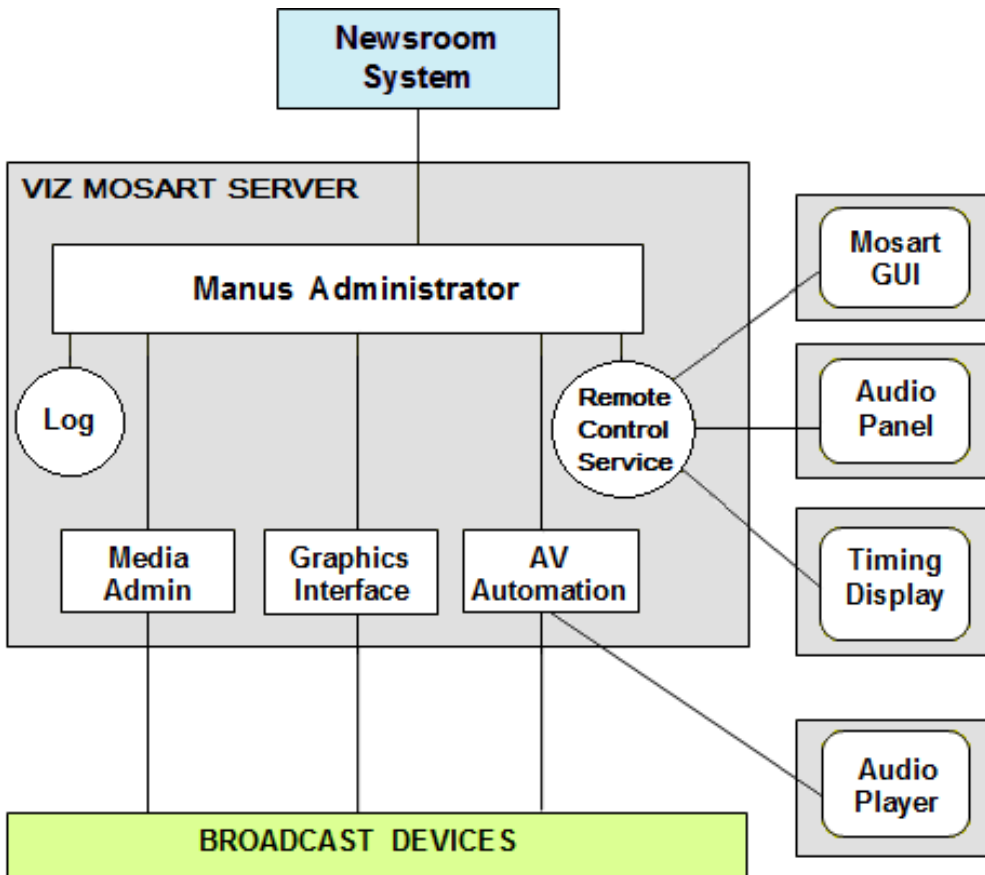 Newsroom
System
VIZ MOSART SERVER
Manus Administrator
Log
Remote
Control
Service
Media
Admin
Graphics
Interface
AV
Automation
Mosart
GUI
Audio
Panel
Timing
Display
Audio
Player
BROADCAST DEVICES